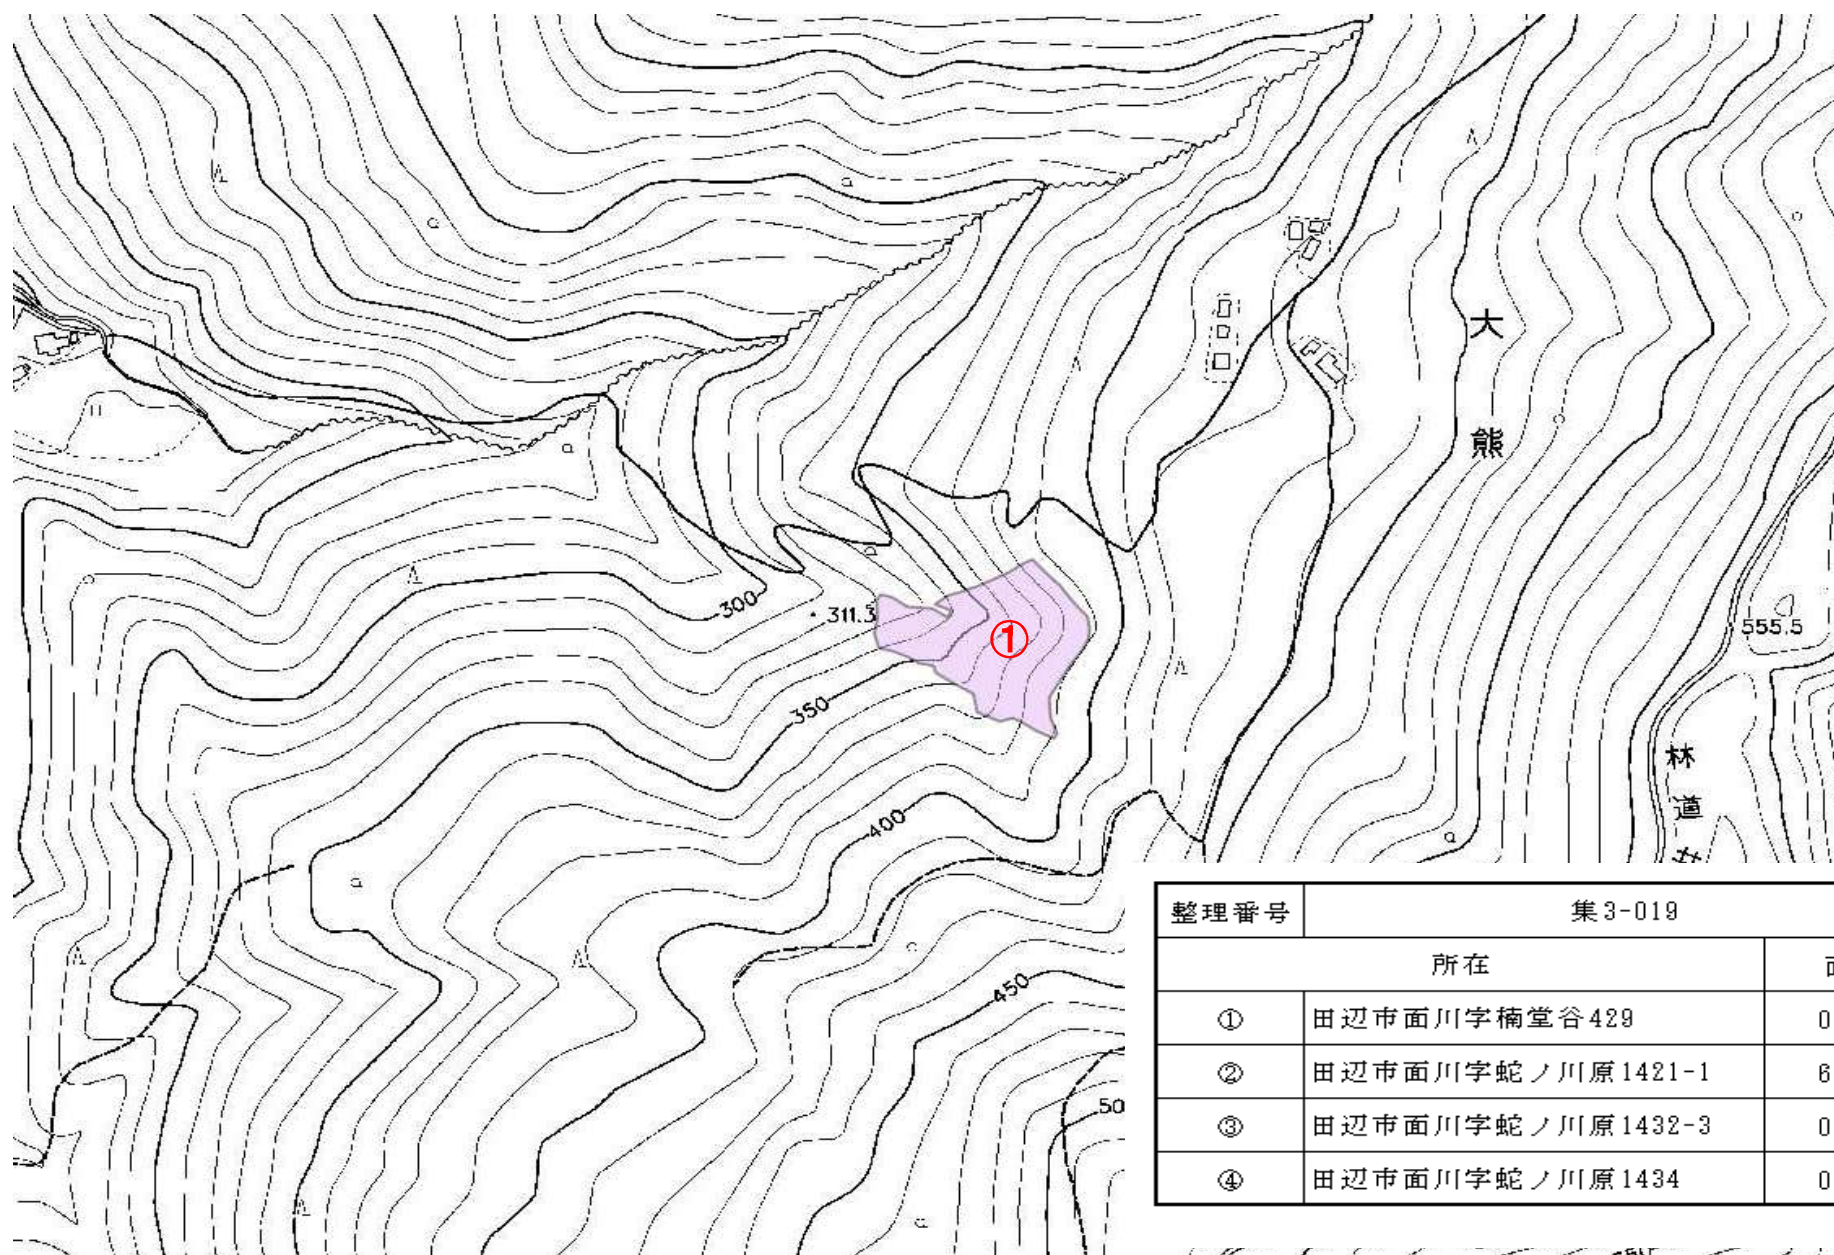 大
熊
300
311.3
①
555.5
350
林
道
400
450
50
整理番号 集3-019
所在
① 田辺市面川字楠堂谷429 0
② 田辺市面川字蛇ノ川原1421-1 6
③ 田辺市面川字蛇ノ川原1432-3 0
④ 田辺市面川字蛇ノ川原1434 0